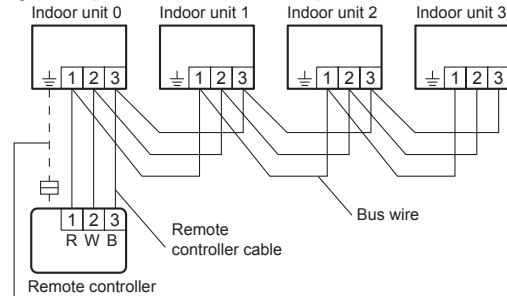 Indoor unit 0 Indoor unit 1 Indoor unit 2 Indoor unit 3
1 2 3 1 2 3 1 2 3 1 2 3
Bus wire
1 2 3
R W B
Remote
controller cable
Remote controller